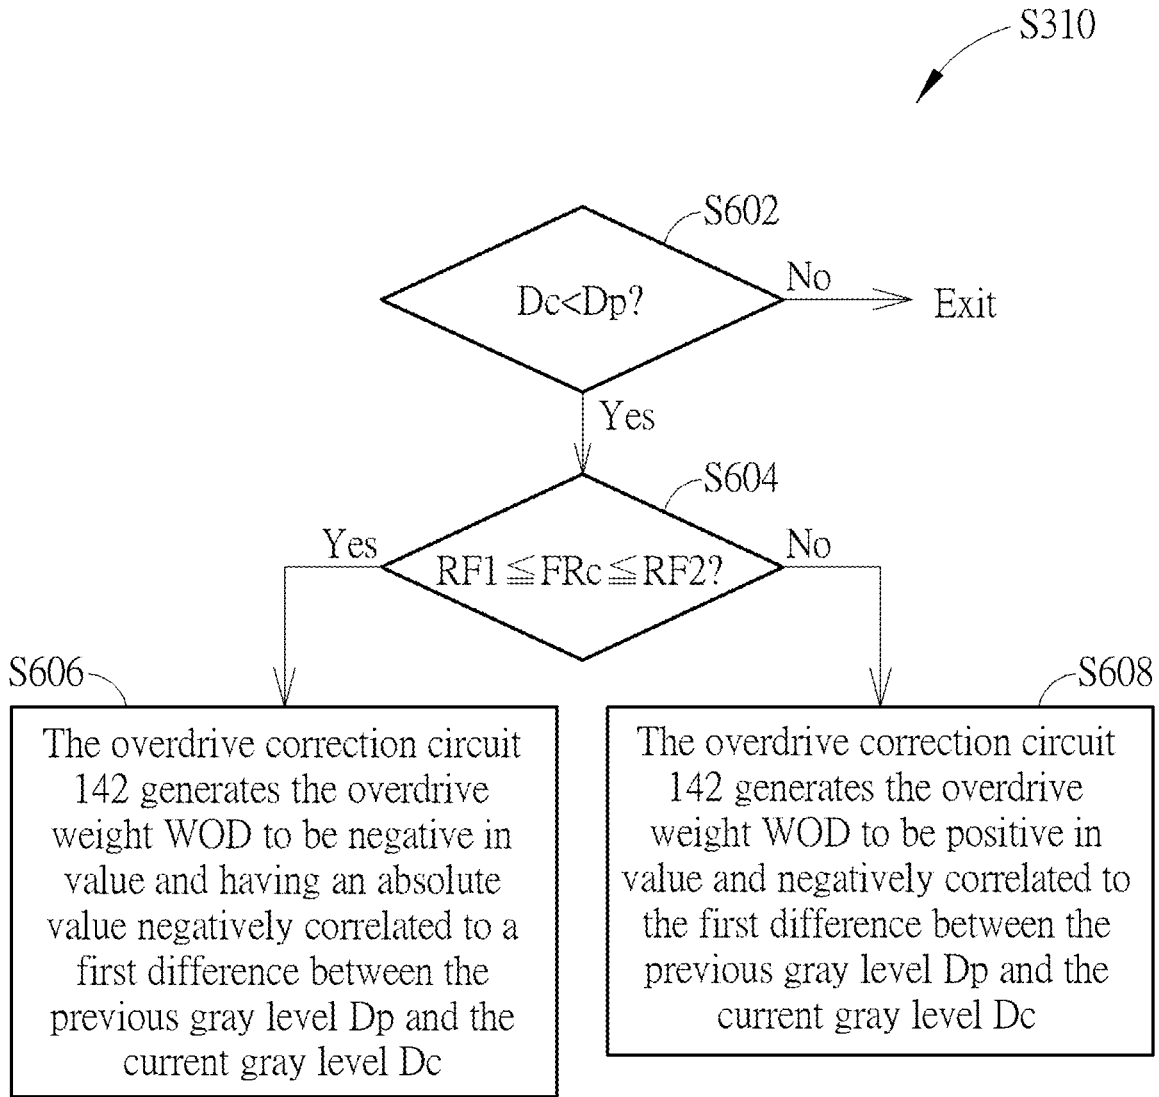 S310
S602
Dc<Dp?
No
Exit
Yes
S604
RF1≦FRc≦RF2?
Yes
No
S606
The overdrive correction circuit
142 generates the overdrive
weight WOD to be negative in
value and having an absolute
value negatively correlated to a
first difference between the
previous gray level Dp and the
current gray level Dc
S608
The overdrive correction circuit
142 generates the overdrive
weight WOD to be positive in
value and negatively correlated to
the first difference between the
previous gray level Dp and the
current gray level Dc